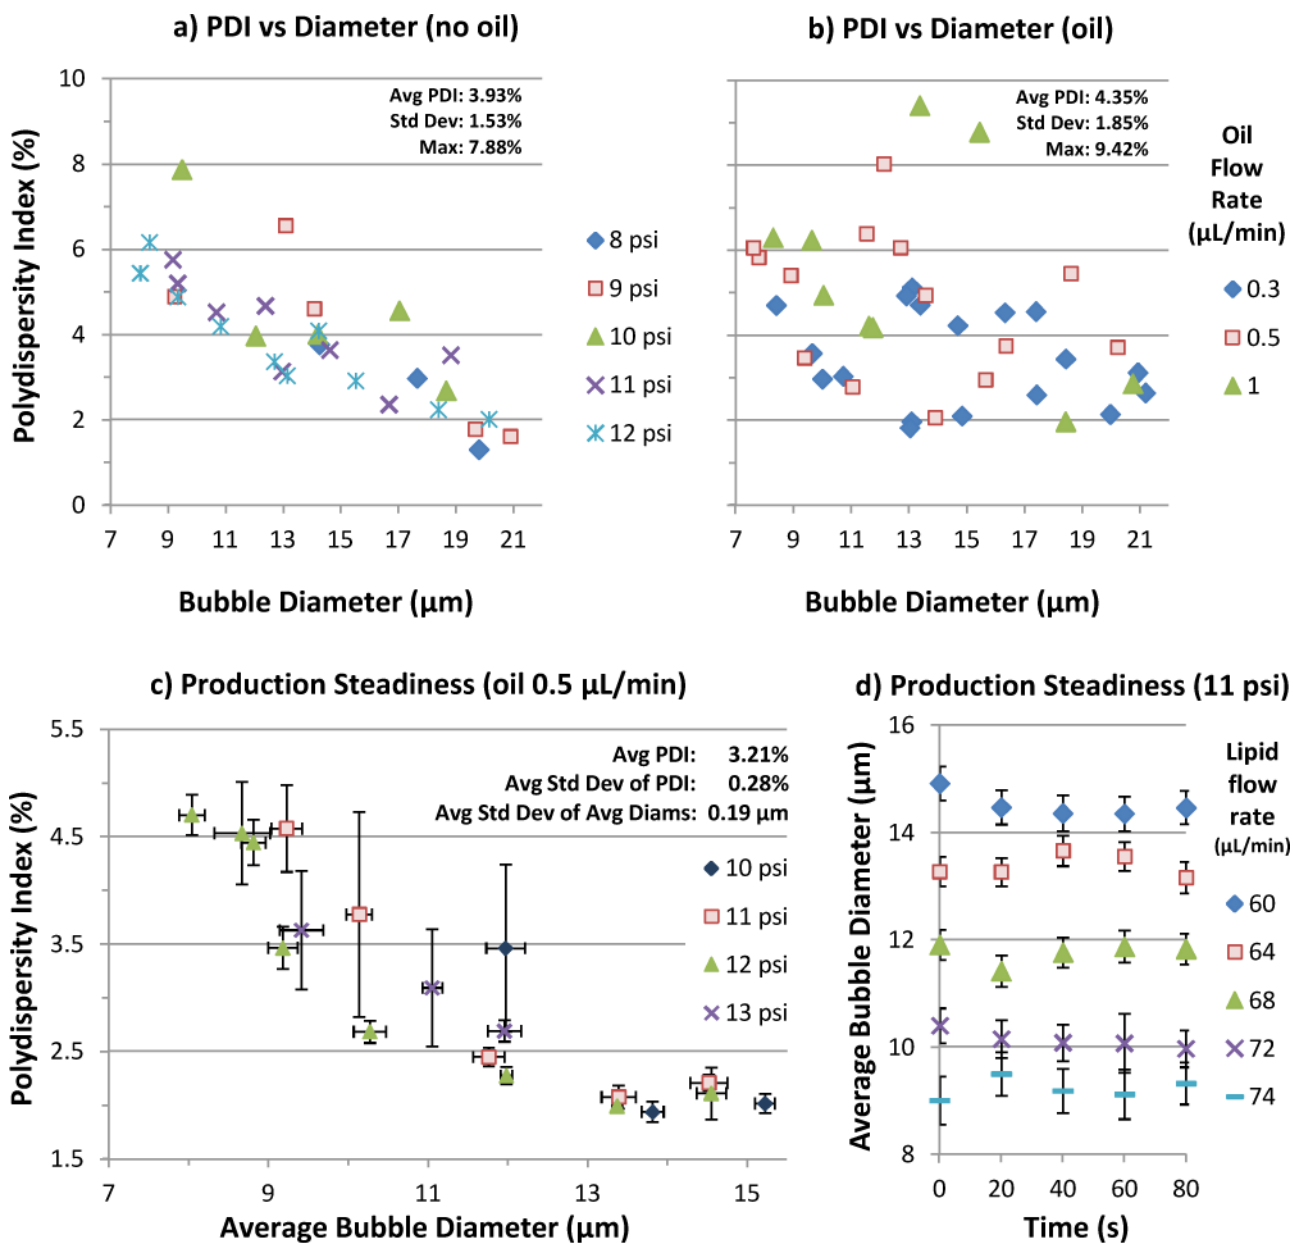 a) PDI vs Diameter (no oil)
Polydispersity Index (%)
10
8
6
4
2
0
Avg PDI: 3.93%
Std Dev: 1.53%
Max: 7.88%
7 9 11 13 15 17 19 21
Bubble Diameter (μm)
8 psi
9 psi
10 psi
11 psi
12 psi
b) PDI vs Diameter (oil)
Avg PDI: 4.35%
Std Dev: 1.85%
Max: 9.42%
7 9 11 13 15 17 19 21
Bubble Diameter (μm)
Oil
Flow
Rate
(μL/min)
0.3
0.5
1
c) Production Steadiness (oil 0.5 μL/min)
Polydispersity Index (%)
5.5
4.5
3.5
2.5
1.5
Avg PDI: 3.21%
Avg Std Dev of PDI: 0.28%
Avg Std Dev of Avg Diams: 0.19 μm
10 psi
11 psi
12 psi
13 psi
7 9 11 13 15
Average Bubble Diameter (μm)
d) Production Steadiness (11 psi)
Average Bubble Diameter (μm)
16
14
12
10
8
0 20 40 60 80
Time (s)
Lipid
flow
rate
(μL/min)
60
64
68
72
74